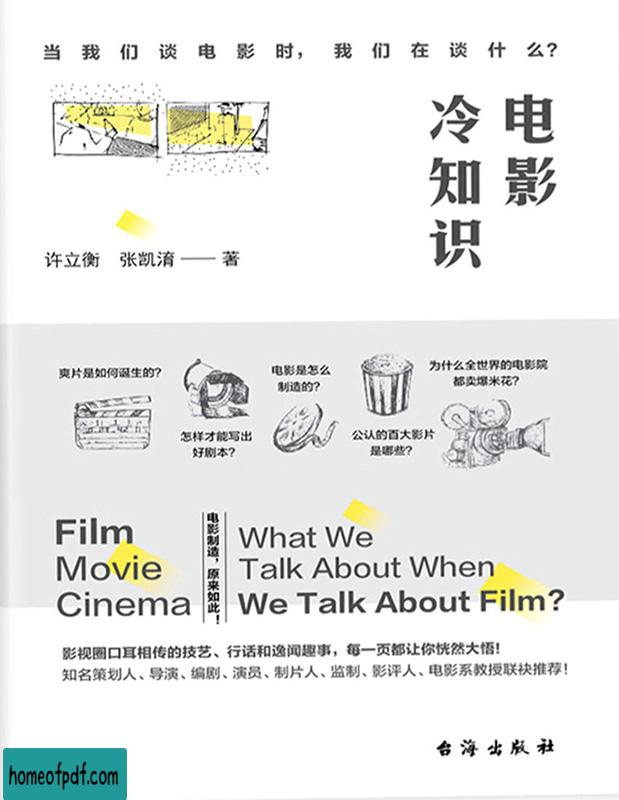 当我们谈电影时,我们在谈什么?
电影
冷知识
许立衡 张凯淯——著
爽片是如何诞生的?
怎样才能写出
好剧本?
电影是怎么
制造的?
公认的百大影片
是哪些?
为什么全世界的电影院
都卖爆米花?
Film
Movie
Cinema
电影制造,原来如此!
What We
Talk About When
We Talk About Film?
影视圈口耳相传的技艺、行话和逸闻趣事,每一页都让你恍然大悟!
知名策划人、导演、编剧、演员、制片人、监制、影评人、电影系教授联袂推荐!
台海出版社
homeofpdf.com